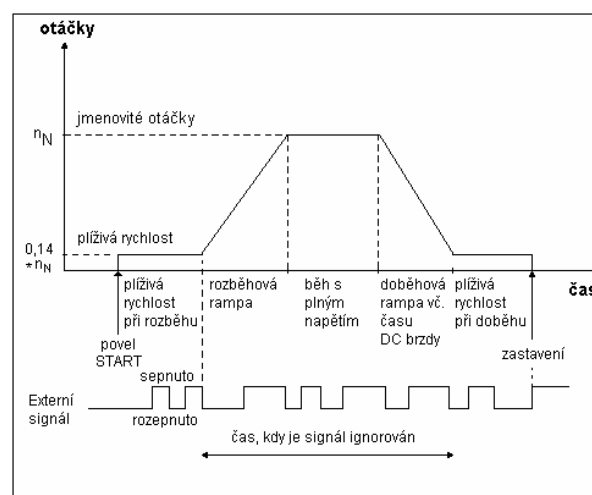 otáčky
jmenovité otáčky
nN
plíživá rychlost
0,14
*nN
čas
plíživá
rychlost
při rozběhu
rozběhová
rampa
běh s
plným
napětím
doběhová
rampa vč.
času
DC brzdy
plíživá
rychlost
při doběhu
povel
START
zastavení
sepnuto
Externí
signál
rozepnuto
čas, kdy je signál ignorován